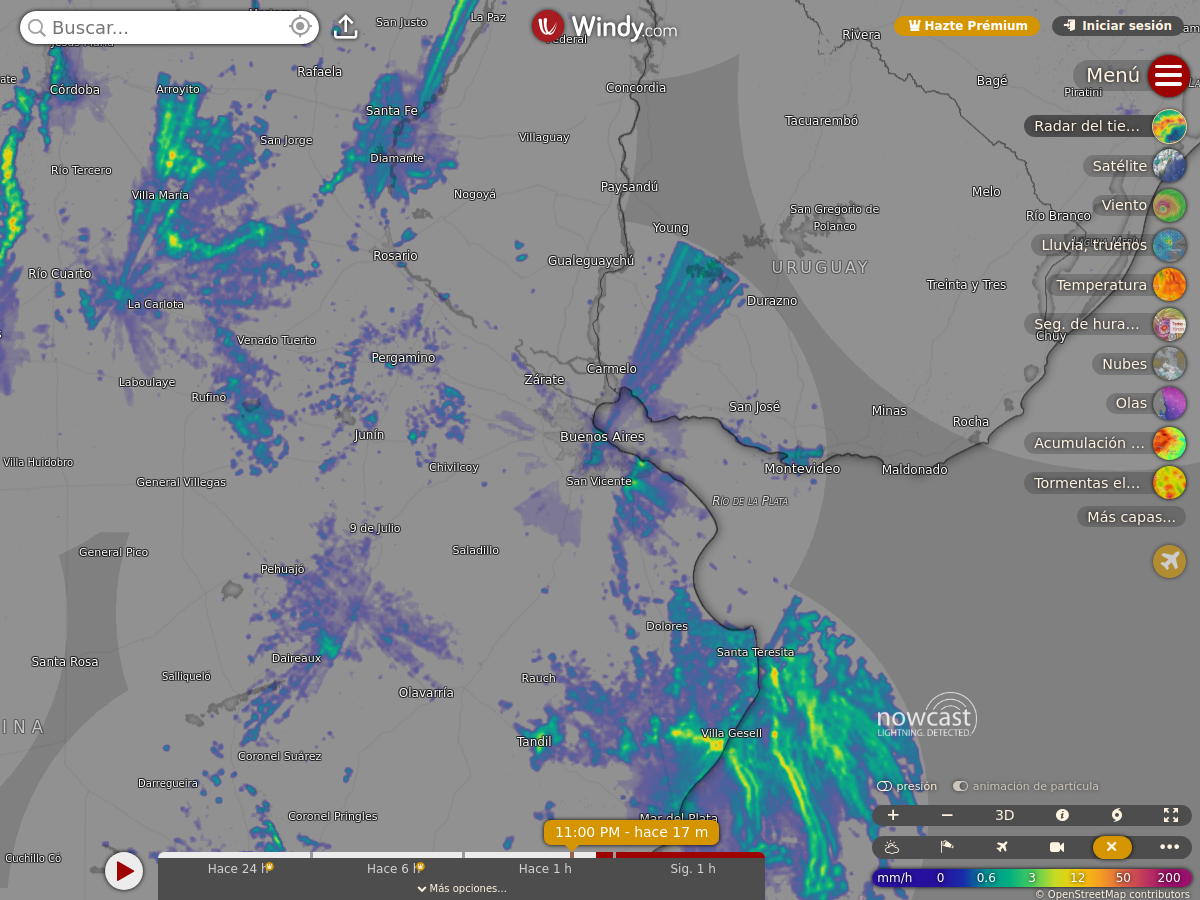 Buscar...
Windy.com
Hazte Prémium
Iniciar sesión
Menú
Radar del tie...
Satélite
Viento
Lluvia, truenos
Temperatura
Seg. de hura...
Nubes
Olas
Acumulación ...
Tormentas el...
Más capas...
San Justo
La Paz
Federal
Rivera
Jesús María
Rafaela
Córdoba
Arroyito
Concordia
Bagé
Piratini
Santa Fe
Tacuarembó
San Jorge
Villaguay
Diamante
Río Tercero
Villa María
Nogoyá
Paysandú
Melo
San Gregorio de
Polanco
Río Branco
Young
Rosario
Gualeguaychú
URUGUAY
Río Cuarto
La Carlota
Durazno
Treinta y Tres
Chuy
Venado Tuerto
Pergamino
Carmelo
Zárate
Laboulaye
Rufino
San José
Minas
Rocha
Junín
Buenos Aires
Villa Huidobro
Chivilcoy
Montevideo
Maldonado
General Villegas
San Vicente
Río de la Plata
9 de Julio
General Pico
Saladillo
Pehuajó
Dolores
Santa Rosa
Daireaux
Santa Teresita
Salliqueló
Rauch
Olavarría
INA
Tandil
Villa Gesell
nowcast
LIGHTNING. DETECTED.
Coronel Suárez
Darregueira
presión
animación de partícula
Coronel Pringles
Mar del Plata
3D
11:00 PM - hace 17 m
Cuchillo Có
Hace 24 h
Hace 6 h
Hace 1 h
Sig. 1 h
Más opciones...
mm/h 0 0.6 3 12 50 200
© OpenStreetMap contributors